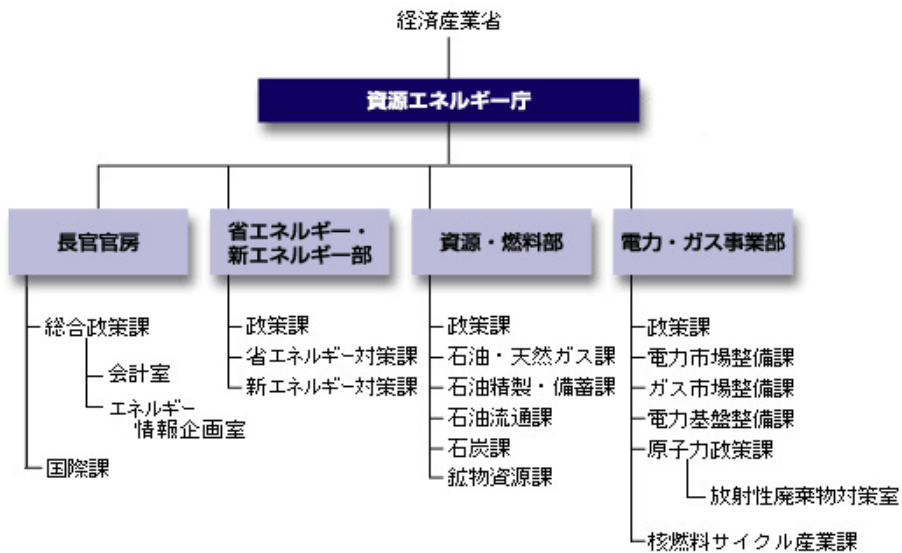 経済産業省
資源エネルギー庁
長官官房
総合政策課
会計室
エネルギー
情報企画室
国際課
省エネルギー・
新エネルギー部
政策課
省エネルギー対策課
新エネルギー対策課
資源・燃料部
政策課
石油・天然ガス課
石油精製・備蓄課
石油流通課
石炭課
鉱物資源課
電力・ガス事業部
政策課
電力市場整備課
ガス市場整備課
電力基盤整備課
原子力政策課
放射性廃棄物対策室
核燃料サイクル産業課